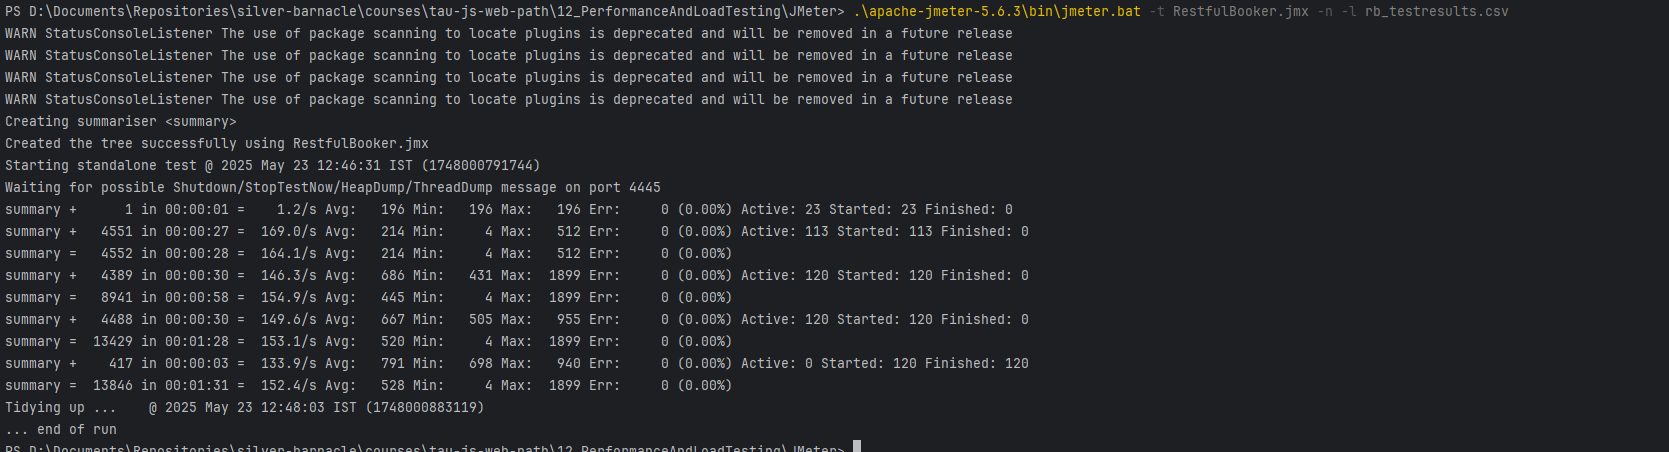 PS D:\Documents\Repositories\silver-barnacle\courses\tau-js-web-path\12_PerformanceAndLoadTesting\JMeter> .\apache-jmeter-5.6.3\bin\jmeter.bat -t RestfulBooker.jmx -n -l rb_testresults.csv
WARN StatusConsoleListener The use of package scanning to locate plugins is deprecated and will be removed in a future release
WARN StatusConsoleListener The use of package scanning to locate plugins is deprecated and will be removed in a future release
WARN StatusConsoleListener The use of package scanning to locate plugins is deprecated and will be removed in a future release
WARN StatusConsoleListener The use of package scanning to locate plugins is deprecated and will be removed in a future release
Creating summariser <summary>
Created the tree successfully using RestfulBooker.jmx
Starting standalone test @ 2025 May 23 12:46:31 IST (1748000791744)
Waiting for possible Shutdown/StopTestNow/HeapDump/ThreadDump message on port 4445
summary +      1 in 00:00:01 =    1.2/s Avg:   196 Min:   196 Max:   196 Err:     0 (0.00%) Active: 23 Started: 23 Finished: 0
summary +   4551 in 00:00:27 =  169.0/s Avg:   214 Min:     4 Max:   512 Err:     0 (0.00%) Active: 113 Started: 113 Finished: 0
summary =   4552 in 00:00:28 =  164.1/s Avg:   214 Min:     4 Max:   512 Err:     0 (0.00%)
summary +   4389 in 00:00:30 =  146.3/s Avg:   686 Min:   431 Max:  1899 Err:     0 (0.00%) Active: 120 Started: 120 Finished: 0
summary =   8941 in 00:00:58 =  154.9/s Avg:   445 Min:     4 Max:  1899 Err:     0 (0.00%)
summary +   4488 in 00:00:30 =  149.6/s Avg:   667 Min:   505 Max:   955 Err:     0 (0.00%) Active: 120 Started: 120 Finished: 0
summary =  13429 in 00:01:28 =  153.1/s Avg:   520 Min:     4 Max:  1899 Err:     0 (0.00%)
summary +    417 in 00:00:03 =  133.9/s Avg:   791 Min:   698 Max:   940 Err:     0 (0.00%) Active: 0 Started: 120 Finished: 120
summary =  13846 in 00:01:31 =  152.4/s Avg:   528 Min:     4 Max:  1899 Err:     0 (0.00%)
Tidying up ...    @ 2025 May 23 12:48:03 IST (1748000883119)
... end of run
PS D:\Documents\Repositories\silver-barnacle\courses\tau-js-web-path\12_PerformanceAndLoadTesting\JMeter>